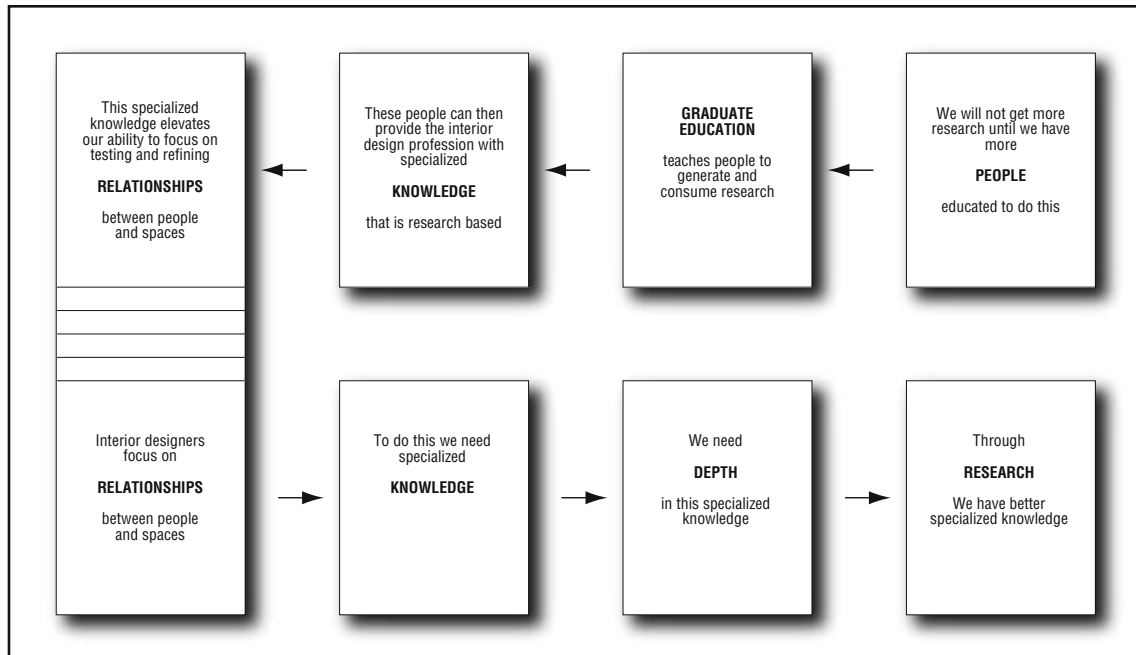 This specialized
knowledge elevates
our ability to focus on
testing and refining
RELATIONSHIPS
between people
and spaces
These people can then
provide the interior
design profession with
specialized
KNOWLEDGE
that is research based
GRADUATE
EDUCATION
teaches people to
generate and
consume research
We will not get more
research until we have
more
PEOPLE
educated to do this
Interior designers
focus on
RELATIONSHIPS
between people
and spaces
To do this we need
specialized
KNOWLEDGE
We need
DEPTH
in this specialized
knowledge
Through
RESEARCH
We have better
specialized knowledge